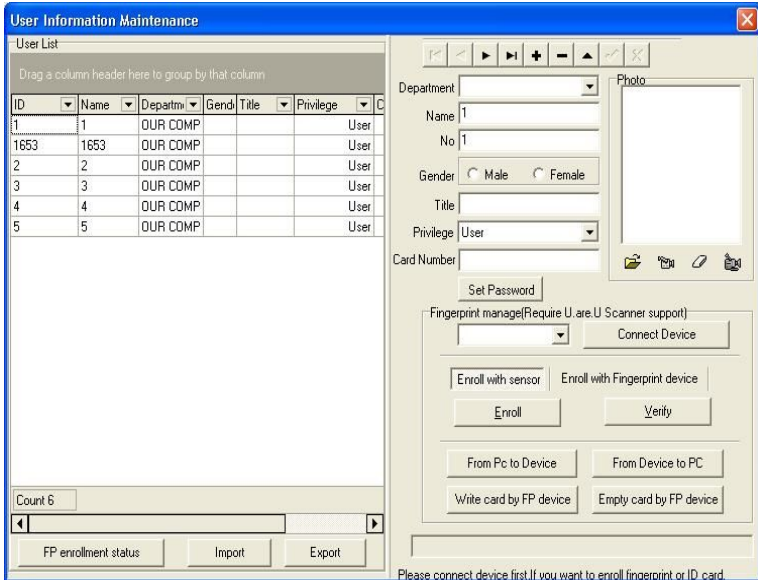 User Information Maintenance
User List
Drag a column header here to group by that column
ID Name Departm Gend Title Privilege C
1 1 OUR COMP User
1653 1653 OUR COMP User
2 2 OUR COMP User
3 3 OUR COMP User
4 4 OUR COMP User
5 5 OUR COMP User
Count 6
FP enrollment status Import Export
Department
Name 1
No 1
Gender Male Female
Title
Privilege User
Card Number
Set Password
Photo
Fingerprint manage(Require U.are.U Scanner support)
Connect Device
Enroll with sensor Enroll with Fingerprint device
Enroll Verify
From Pc to Device From Device to PC
Write card by FP device Empty card by FP device
Please connect device first.If you want to enroll fingerprint or ID card.